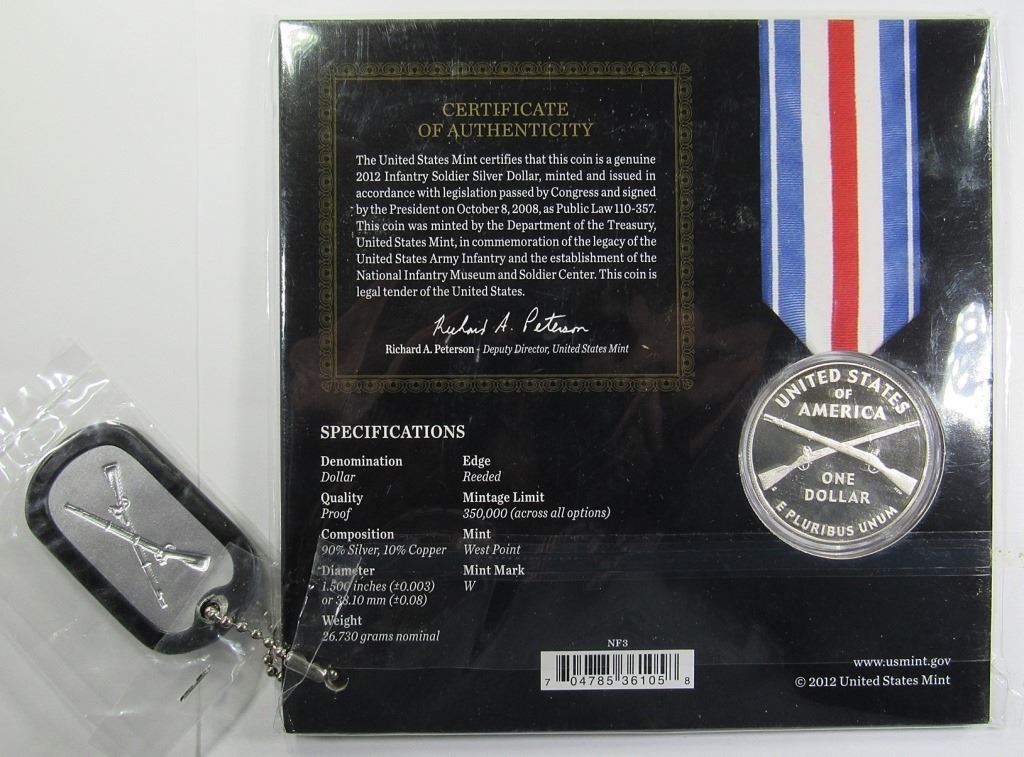 CERTIFICATE
OF AUTHENTICITY
The United States Mint certifies that this coin is a genuine
2012 Infantry Soldier Silver Dollar, minted and issued in
accordance with legislation passed by Congress and signed
by the President on October 8, 2008, as Public Law 110-357.
This coin was minted by the Department of the Treasury,
United States Mint, in commemoration of the legacy of the
United States Army Infantry and the establishment of the
National Infantry Museum and Soldier Center. This coin is
legal tender of the United States.
Richard A. Peterson
Richard A. Peterson - Deputy Director, United States Mint
SPECIFICATIONS
Denomination
Dollar
Quality
Proof
Composition
90% Silver, 10% Copper
Diameter
1.500 inches (±0.003)
or 38.10 mm (±0.08)
Weight
26.730 grams nominal
Edge
Reeded
Mintage Limit
350,000 (across all options)
Mint
West Point
Mint Mark
W
UNITED STATES
OF
AMERICA
ONE
DOLLAR
E PLURIBUS UNUM
NF3
7 04785 36105 8
www.usmint.gov
© 2012 United States Mint